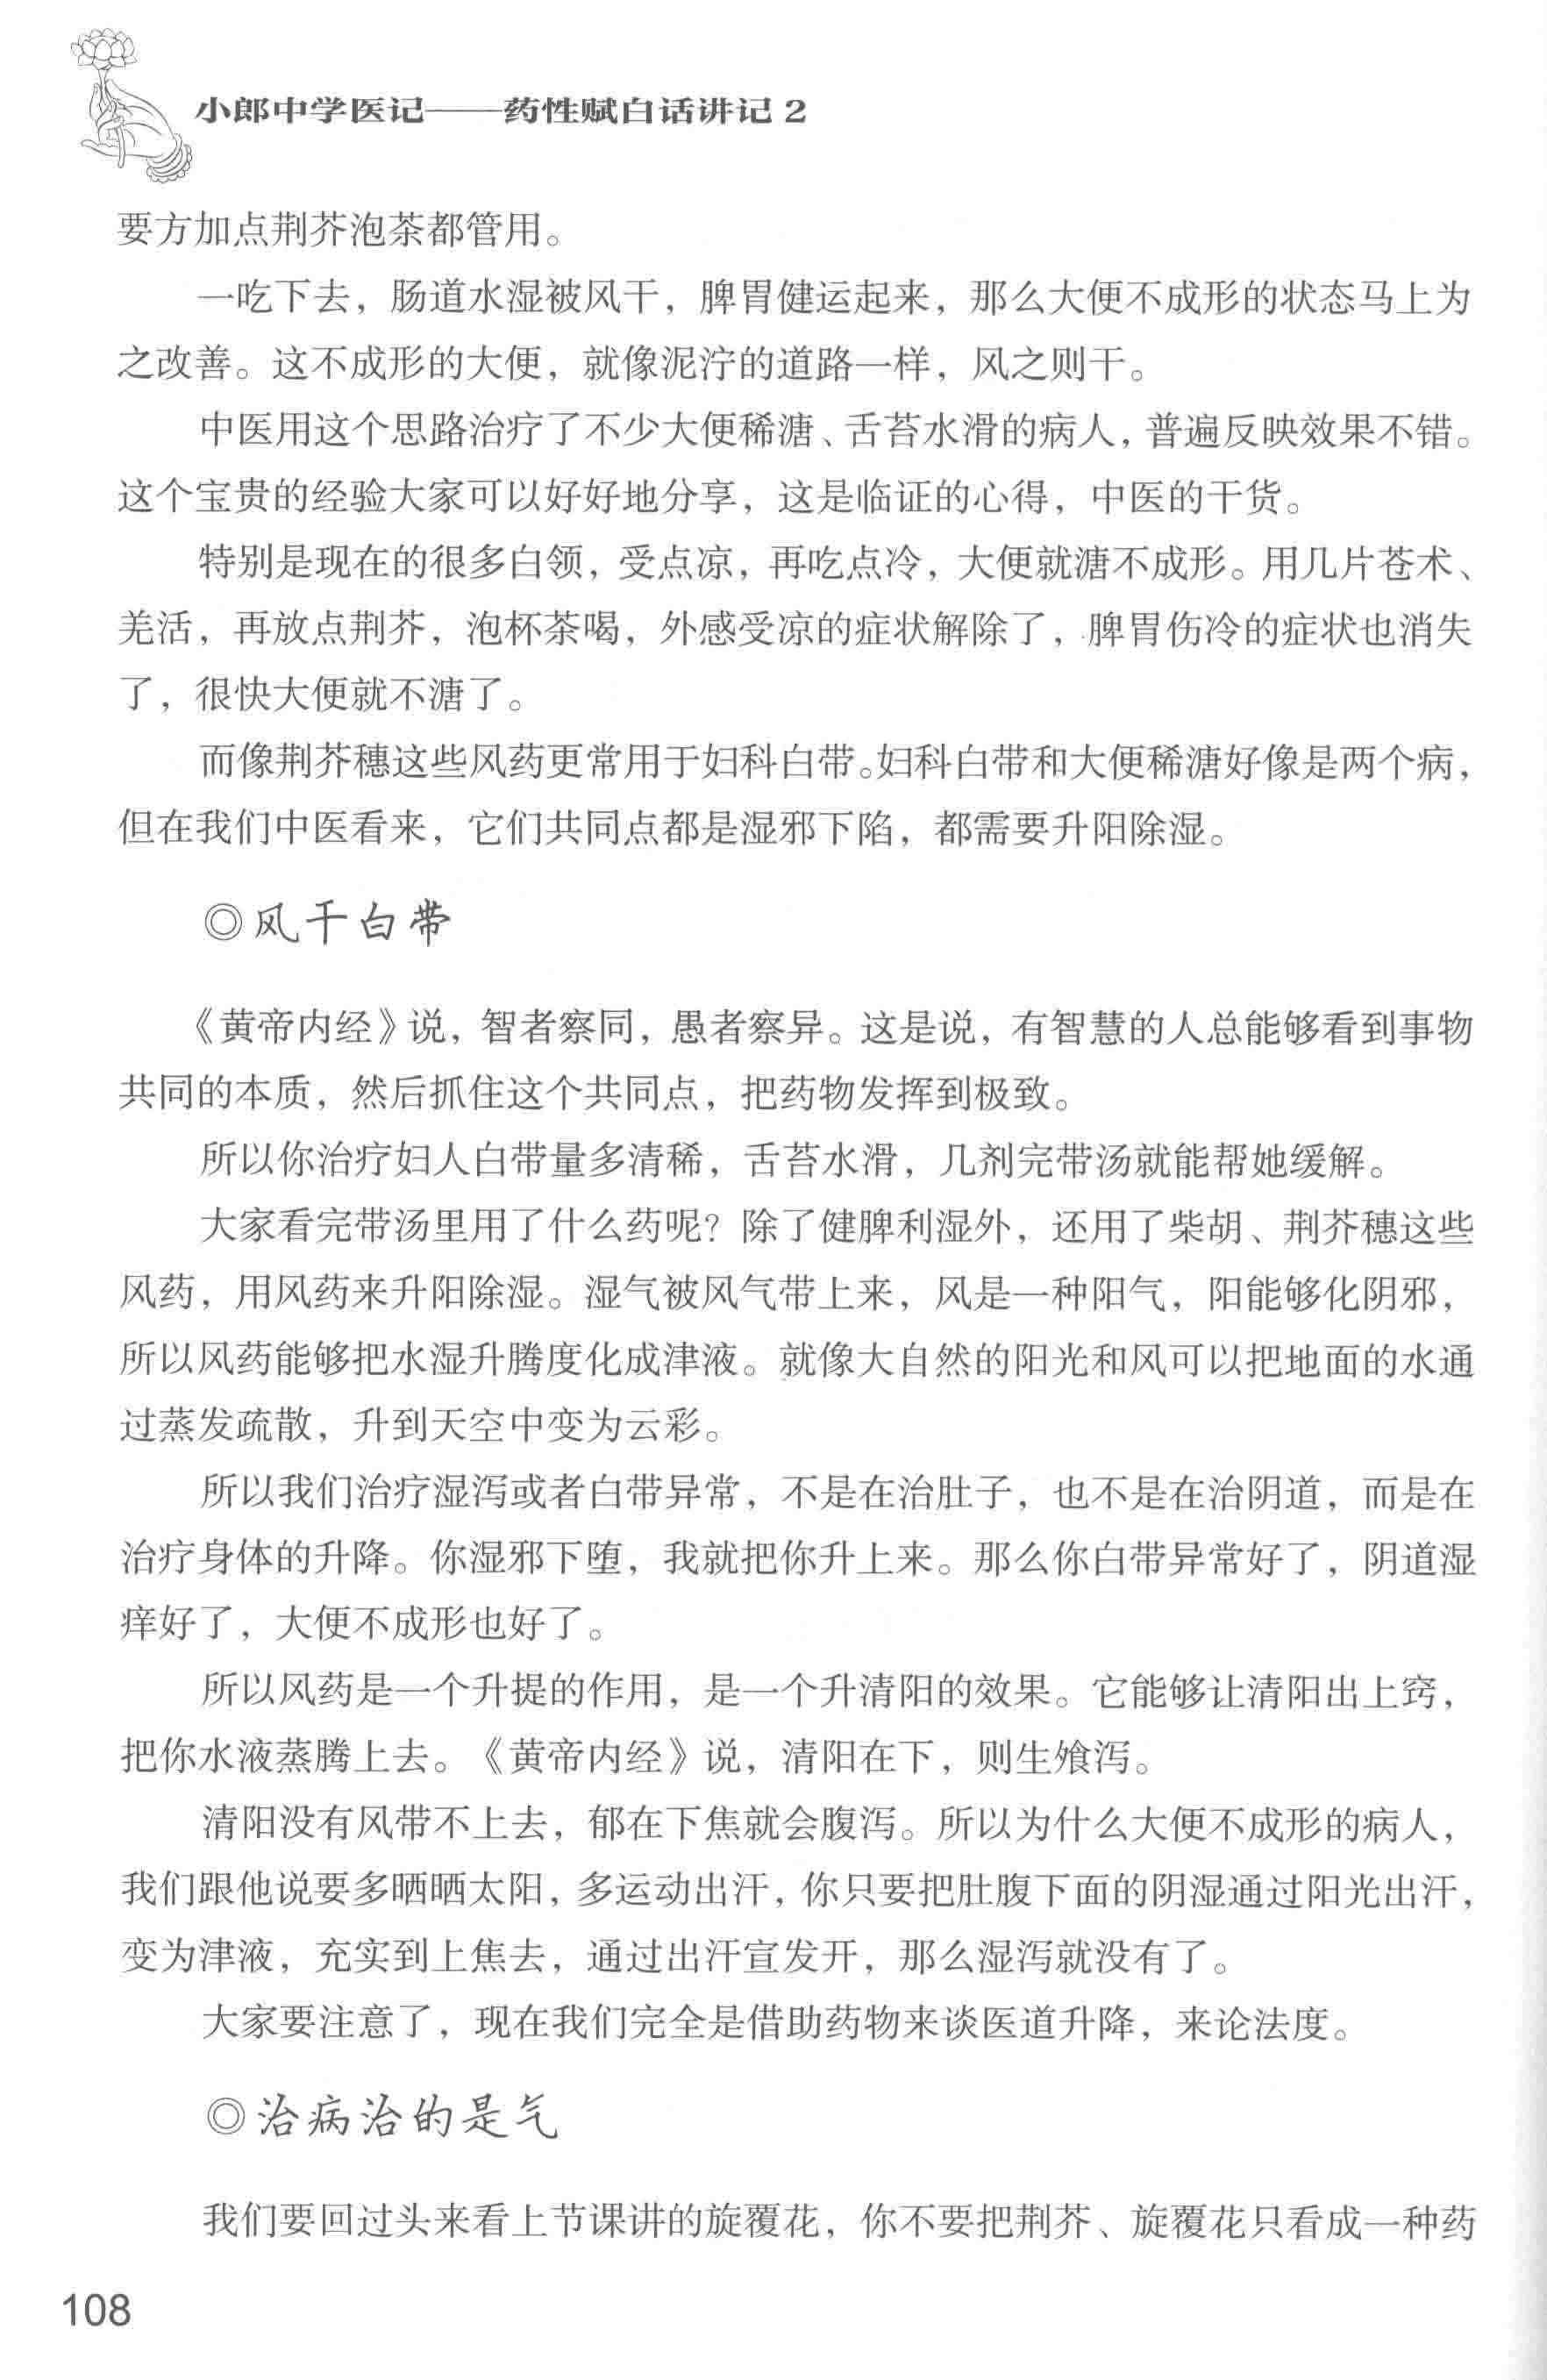 小郎中学医记——药性赋白话讲记 2
要方加点荆芥泡茶都管用。
一吃下去，肠道水湿被风干，脾胃健运起来，那么大便不成形的状态马上为
之改善。这不成形的大便，就像泥泞的道路一样，风之则干。
中医用这个思路治疗了不少大便稀溏、舌苔水滑的病人，普遍反映效果不错。
这个宝贵的经验大家可以好好地分享，这是临证的心得，中医的干货。
特别是现在的很多白领，受点凉，再吃点冷，大便就溏不成形。用几片苍术、
羌活，再放点荆芥，泡杯茶喝，外感受凉的症状解除了，脾胃伤冷的症状也消失
了，很快大便就不溏了。
而像荆芥穗这些风药更常用于妇科白带。妇科白带和大便稀溏好像是两个病，
但在我们中医看来，它们共同点都是湿邪下陷，都需要升阳除湿。
◎风干白带
《黄帝内经》说，智者察同，愚者察异。这是说，有智慧的人总能够看到事物
共同的本质，然后抓住这个共同点，把药物发挥到极致。
所以你治疗妇人白带量多清稀，舌苔水滑，几剂完带汤就能帮她缓解。
大家看完带汤里用了什么药呢？除了健脾利湿外，还用了柴胡、荆芥穗这些
风药，用风药来升阳除湿。湿气被风气带上来，风是一种阳气，阳能够化阴邪，
所以风药能够把水湿升腾度化成津液。就像大自然的阳光和风可以把地面的水通
过蒸发疏散，升到天空中变为云彩。
所以我们治疗湿泻或者白带异常，不是在治肚子，也不是在治阴道，而是在
治疗身体的升降。你湿邪下堕，我就把你升上来。那么你白带异常好了，阴道湿
痒好了，大便不成形也好了。
所以风药是一个升提的作用，是一个升清阳的效果。它能够让清阳出上窍，
把你水液蒸腾上去。《黄帝内经》说，清阳在下，则生飧泻。
清阳没有风带不上去，郁在下焦就会腹泻。所以为什么大便不成形的病人，
我们跟他说要多晒晒太阳，多运动出汗，你只要把肚腹下面的阴湿通过阳光出汗，
变为津液，充实到上焦去，通过出汗宣发开，那么湿泻就没有了。
大家要注意了，现在我们完全是借助药物来谈医道升降，来论法度。
◎治病治的是气
我们要回过头来看上节课讲的旋覆花，你不要把荆芥、旋覆花只看成一种药
108